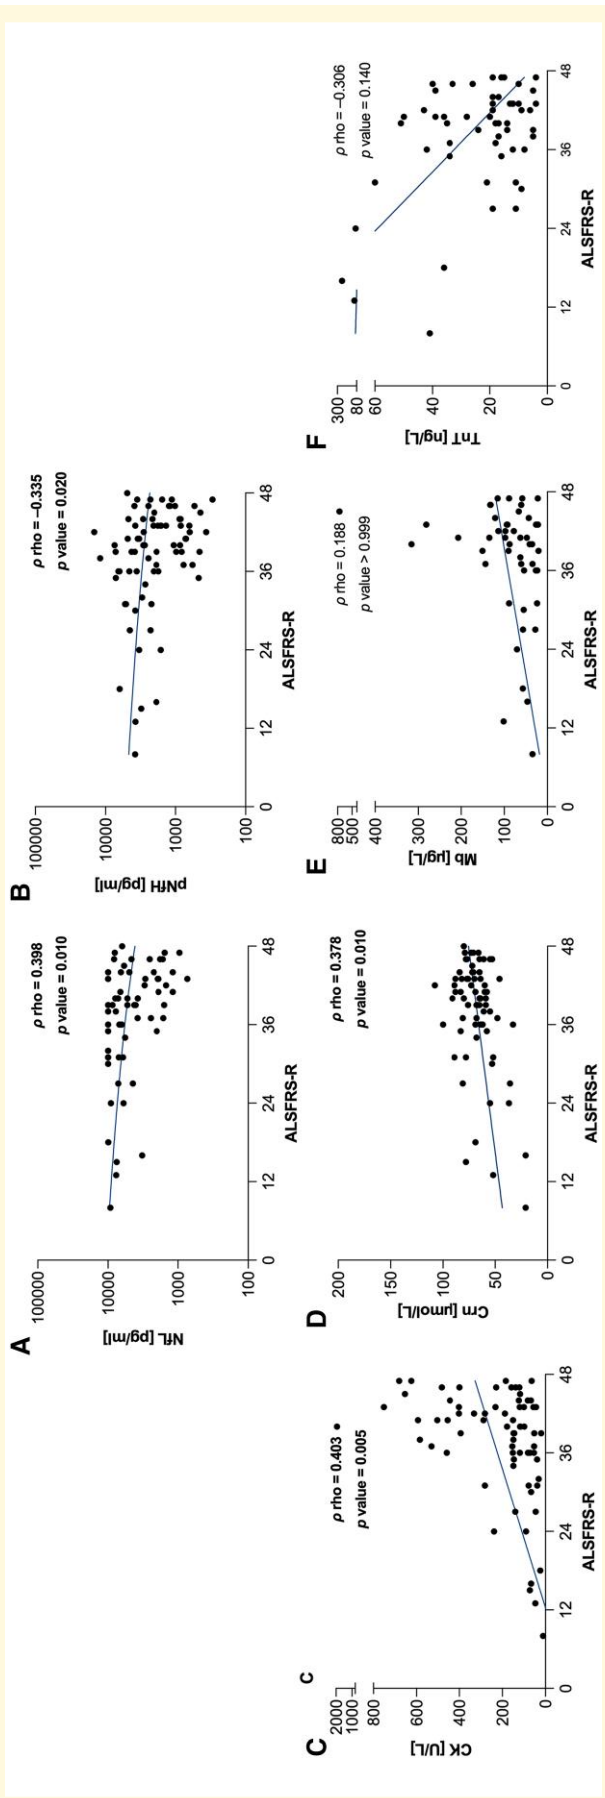 A
ρ rho = 0.398
p value = 0.010
NfL [pg/ml]
100000
10000
1000
100
0 12 24 36 48
ALSFRS-R
B
ρ rho = –0.335
p value = 0.020
pNfH [pg/ml]
100000
10000
1000
100
0 12 24 36 48
ALSFRS-R
C
C
ρ rho = 0.403
p value = 0.005
CK [U/L]
2000
1000
800
600
400
200
0
0 12 24 36 48
ALSFRS-R
D
ρ rho = 0.378
p value = 0.010
Crn [µmol/L]
200
150
100
50
0
0 12 24 36 48
ALSFRS-R
E
ρ rho = 0.188
p value > 0.999
Mb [µg/L]
800
500
400
300
200
100
0
0 12 24 36 48
ALSFRS-R
F
ρ rho = –0.306
p value = 0.140
TnT [ng/L]
300
80
60
40
20
0
0 12 24 36 48
ALSFRS-R